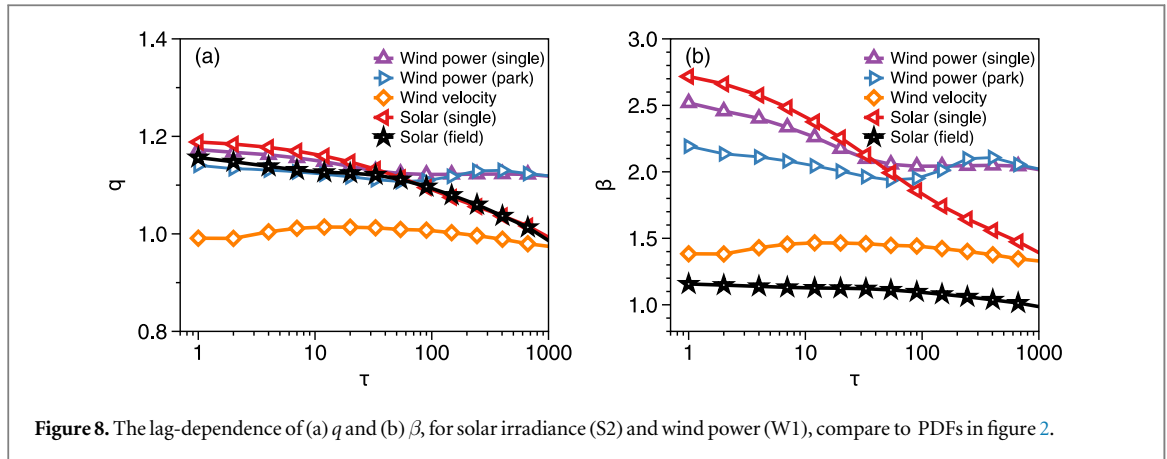 (a)
1.4
1.2
1.0
0.8
q
Wind power (single)
Wind power (park)
Wind velocity
Solar (single)
Solar (field)
1
10
100
1000
τ
(b)
3.0
2.5
2.0
1.5
1.0
β
Wind power (single)
Wind power (park)
Wind velocity
Solar (single)
Solar (field)
1
10
100
1000
τ
Figure 8. The lag-dependence of (a) q and (b) β, for solar irradiance (S2) and wind power (W1), compare to PDFs in figure 2.